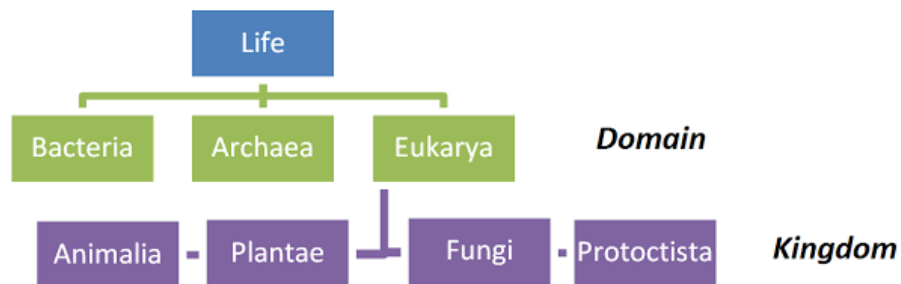 Life
Bacteria Archaea Eukarya Domain
Animalia Plantae Fungi Protoctista Kingdom